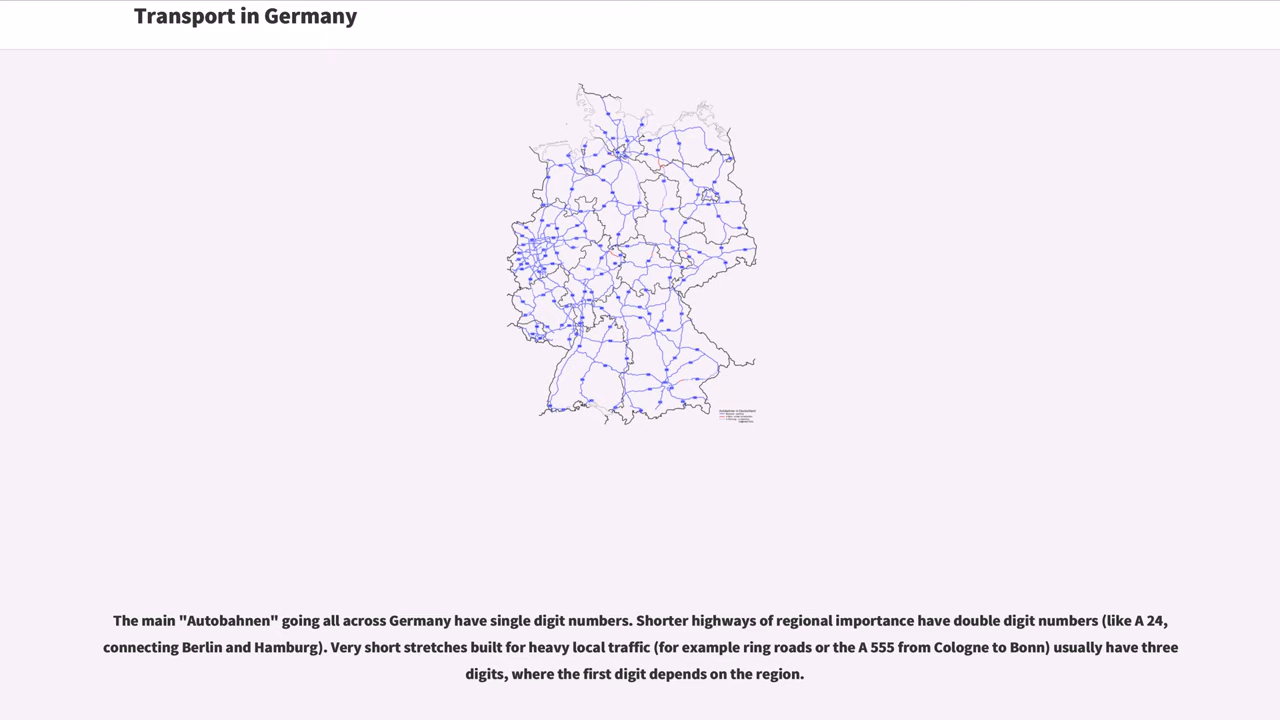 Transport in Germany
The main "Autobahnen" going all across Germany have single digit numbers. Shorter highways of regional importance have double digit numbers (like A 24,
connecting Berlin and Hamburg). Very short stretches built for heavy local traffic (for example ring roads or the A 555 from Cologne to Bonn) usually have three
digits, where the first digit depends on the region.